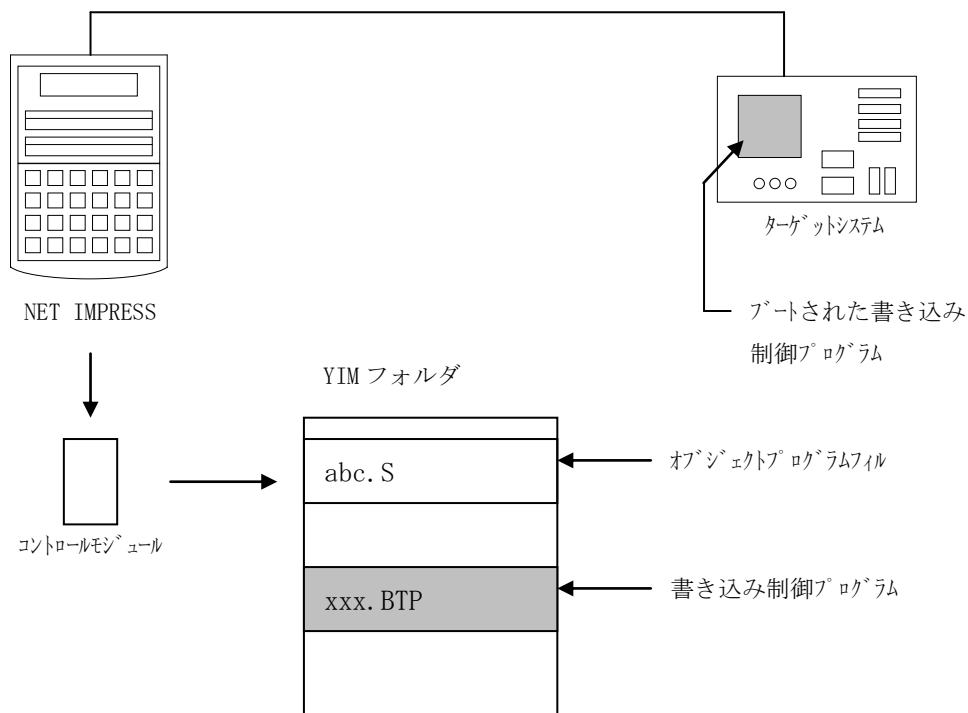 ﾀｰｹﾞｯﾄｼｽﾃﾑ
NET IMPRESS
ﾌﾞｰﾄされた書き込み
制御ﾌﾟﾛｸﾞﾗﾑ
YIM フォルダ
abc.S
ｵﾌﾞｼﾞｪｸﾄﾌﾟﾛｸﾞﾗﾑﾌｨﾙ
ｺﾝﾄﾛｰﾙﾓｼﾞｭｰﾙ
xxx.BTP
書き込み制御ﾌﾟﾛｸﾞﾗﾑ